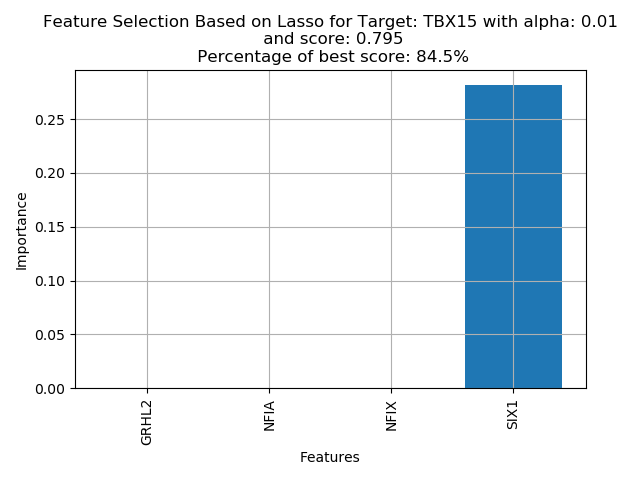 Feature Selection Based on Lasso for Target: TBX15 with alpha: 0.01
and score: 0.795
Percentage of best score: 84.5%
0.25
0.20
0.15
0.10
0.05
0.00
Importance
GRHL2
NFIA
NFIX
SIX1
Features